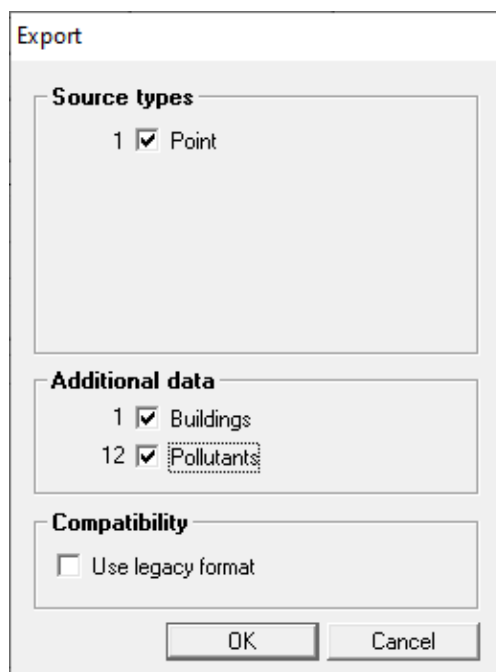 Export
Source types
1 Point
Additional data
1 Buildings
12 Pollutants
Compatibility
Use legacy format
OK Cancel